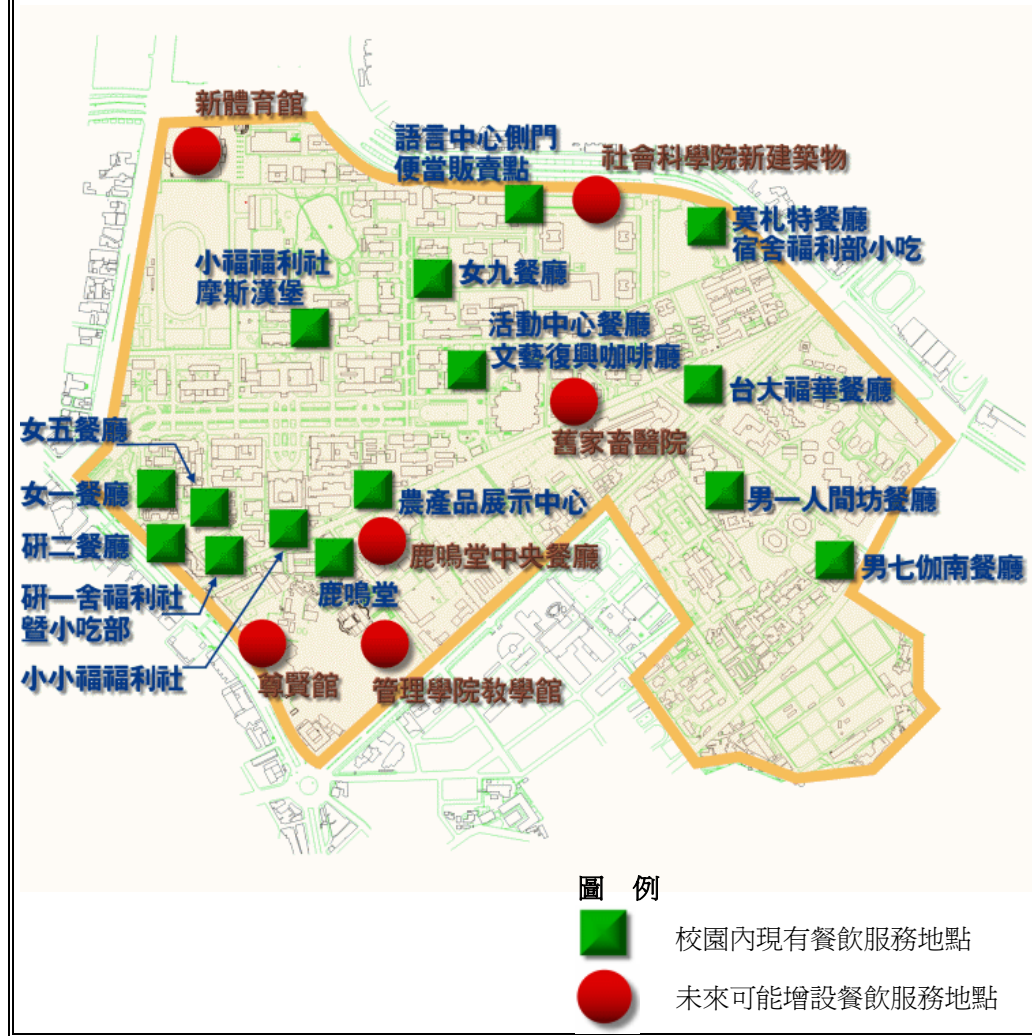 新體育館
語言中心側門
便當販賣點
社會科學院新建築物
莫札特餐廳
宿舍福利部小吃
小福福利社
摩斯漢堡
女九餐廳
活動中心餐廳
文藝復興咖啡廳
台大福華餐廳
舊家畜醫院
女五餐廳
女一餐廳
農產品展示中心
男一人間坊餐廳
研二餐廳
鹿鳴堂中央餐廳
男七伽南餐廳
鹿鳴堂
研一舍福利社
暨小吃部
小小福福利社
尊賢館
管理學院教學館
圖 例
校園內現有餐飲服務地點
未來可能增設餐飲服務地點